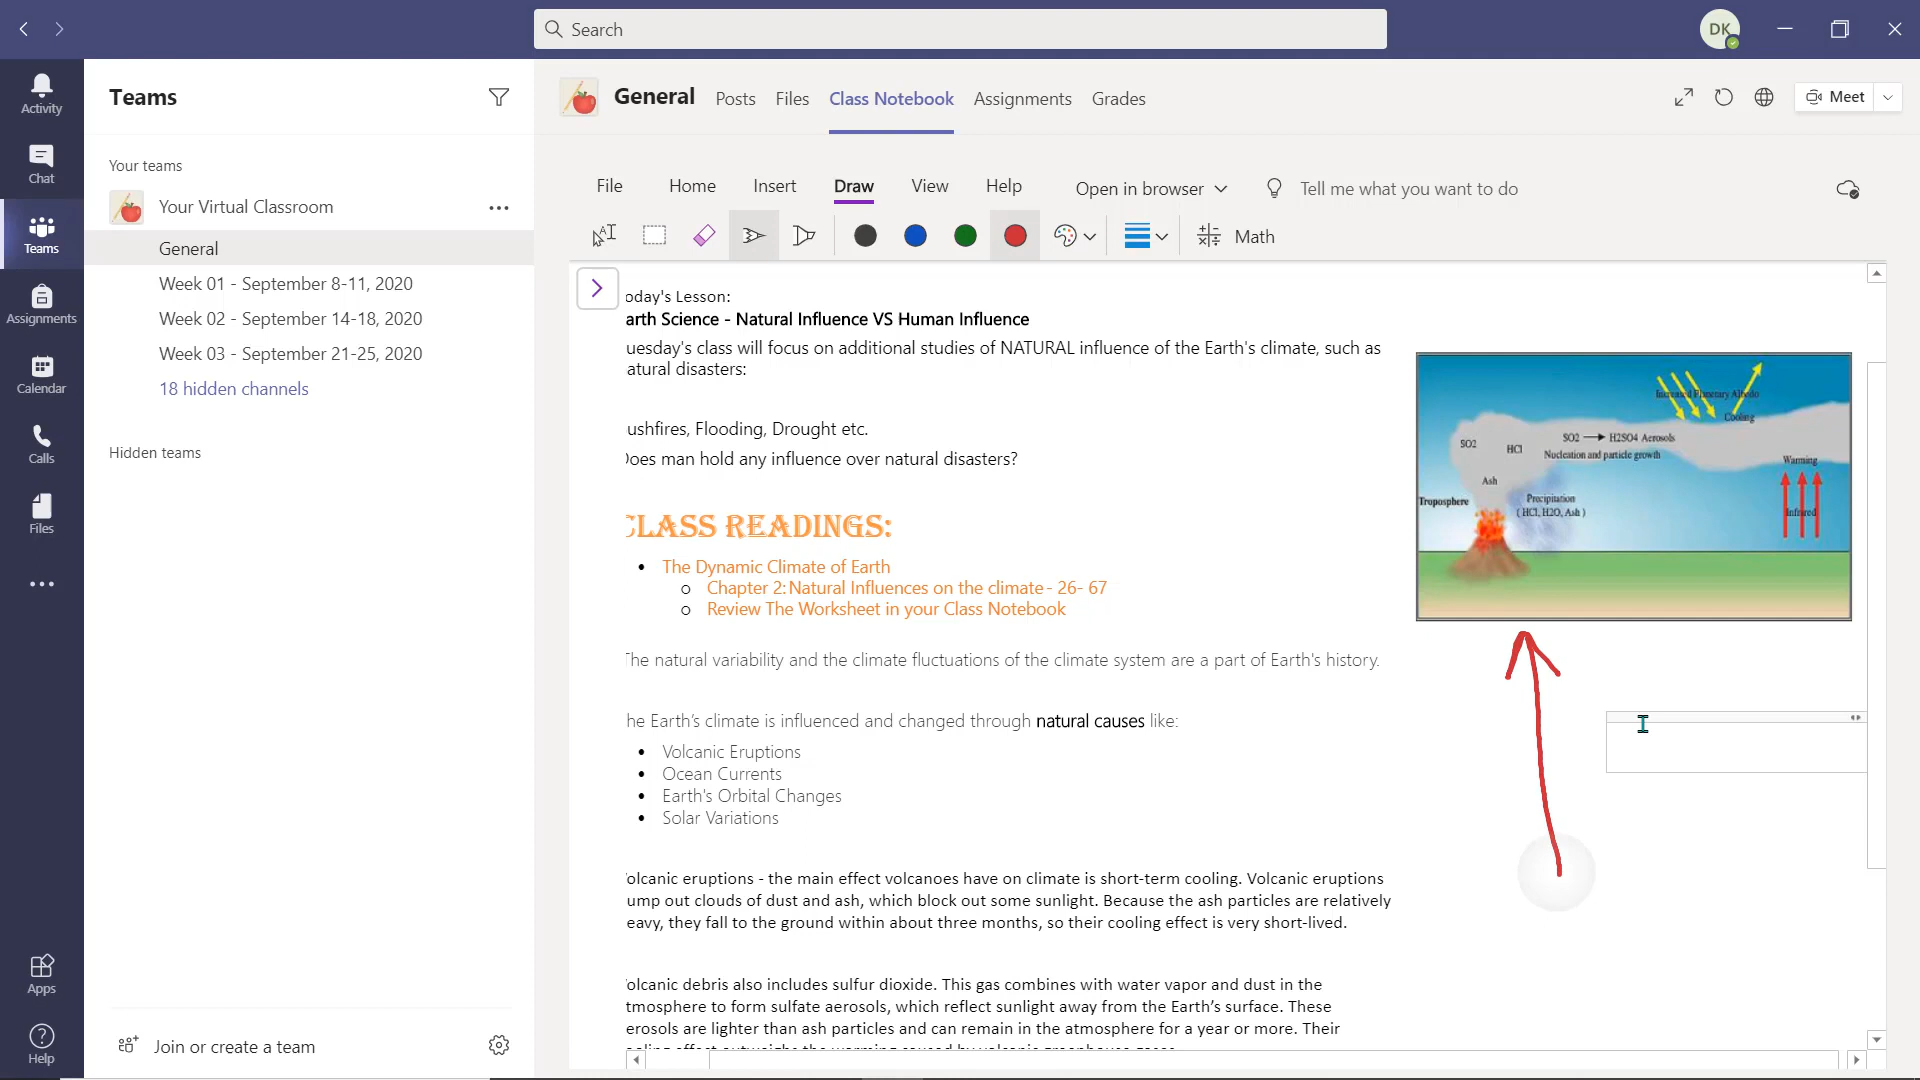 Search
DK
Activity
Chat
Teams
Assignments
Calendar
Calls
Files
Apps
Help
Teams
Your teams
Your Virtual Classroom
General
Week 01 - September 8-11, 2020
Week 02 - September 14-18, 2020
Week 03 - September 21-25, 2020
18 hidden channels
Hidden teams
Join or create a team
General Posts Files Class Notebook Assignments Grades
Meet
File Home Insert Draw View Help Open in browser Tell me what you want to do
Math
oday's Lesson:
arth Science - Natural Influence VS Human Influence
uesday's class will focus on additional studies of NATURAL influence of the Earth's climate, such as
atural disasters:
ushfires, Flooding, Drought etc.
Does man hold any influence over natural disasters?
CLASS READINGS:
The Dynamic Climate of Earth
Chapter 2: Natural Influences on the climate - 26- 67
Review The Worksheet in your Class Notebook
The natural variability and the climate fluctuations of the climate system are a part of Earth's history.
he Earth's climate is influenced and changed through natural causes like:
Volcanic Eruptions
Ocean Currents
Earth's Orbital Changes
Solar Variations
olcanic eruptions - the main effect volcanoes have on climate is short-term cooling. Volcanic eruptions
ump out clouds of dust and ash, which block out some sunlight. Because the ash particles are relatively
eavy, they fall to the ground within about three months, so their cooling effect is very short-lived.
olcanic debris also includes sulfur dioxide. This gas combines with water vapor and dust in the
tmosphere to form sulfate aerosols, which reflect sunlight away from the Earth's surface. These
erosols are lighter than ash particles and can remain in the atmosphere for a year or more. Their
Increased Planetary Albedo
Cooling
SO2
HCl
SO2 → H2SO4 Aerosols
Nucleation and particle growth
Warming
Ash
Troposphere
Precipitation
( HCl, H2O, Ash )
Infrared